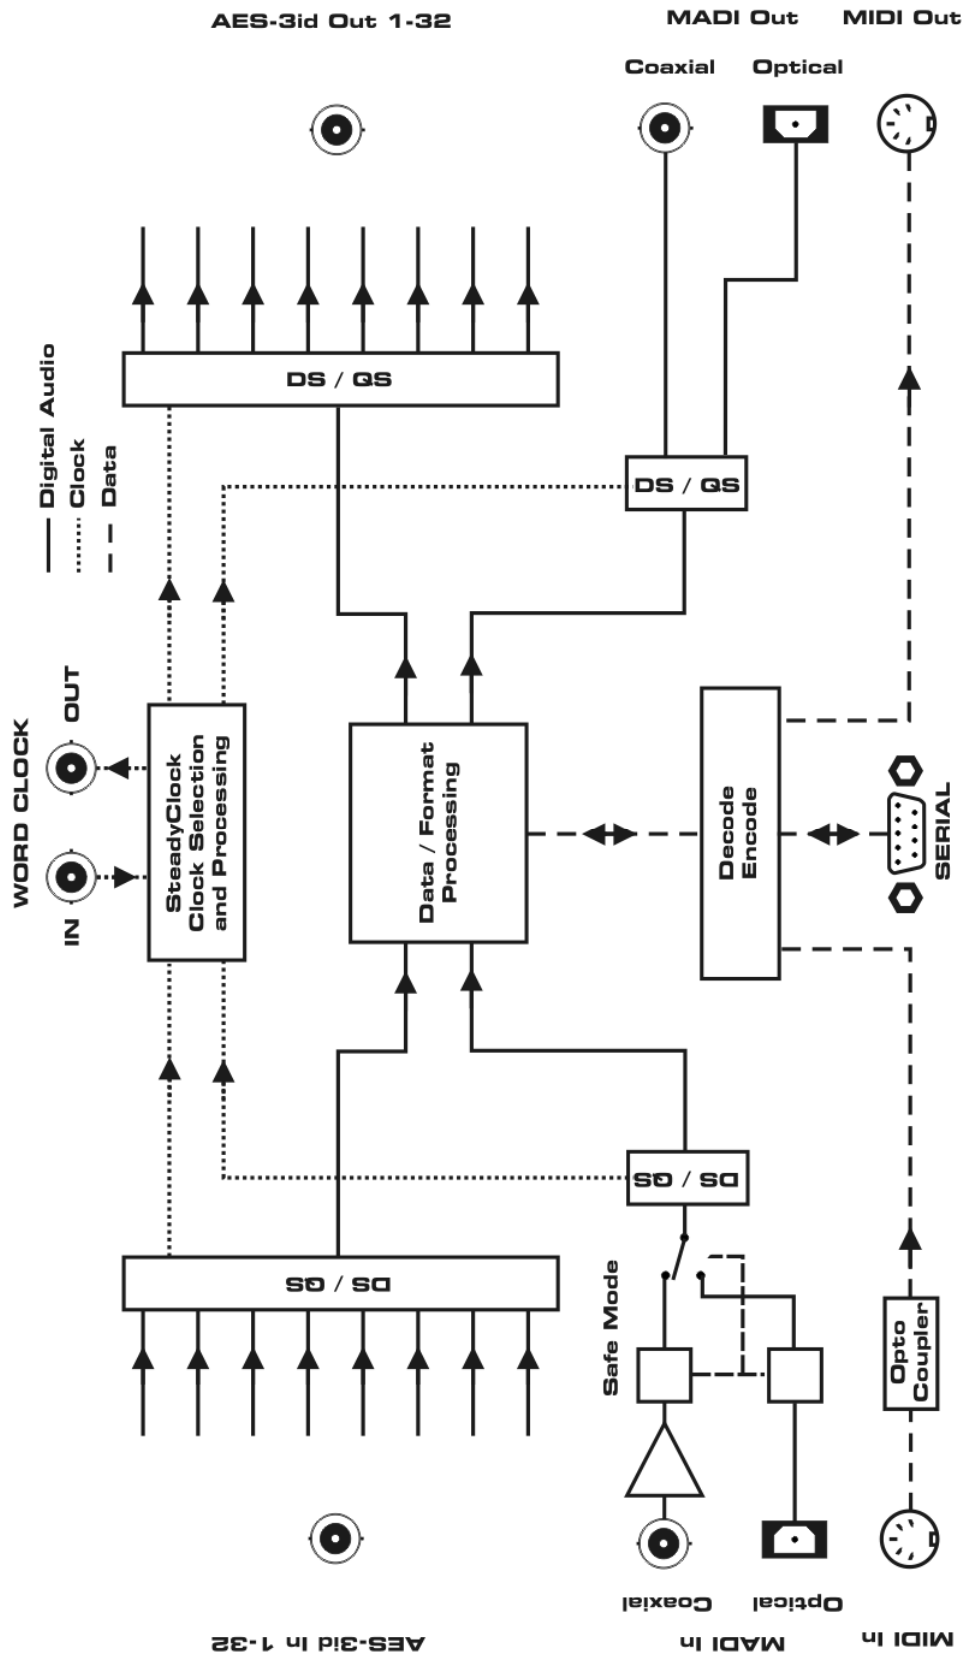 AES-3id Out 1-32
MADI Out
MIDI Out
Coaxial
Optical
Digital Audio
Clock
Data
DS / QS
DS / QS
WORD CLOCK
IN
OUT
SteadyClock
Clock Selection
and Processing
Data / Format
Processing
Decode
Encode
SERIAL
DS / QS
DS / QS
Safe Mode
Opto
Coupler
Coaxial
Optical
AES-3id In 1-32
MADI In
MIDI In